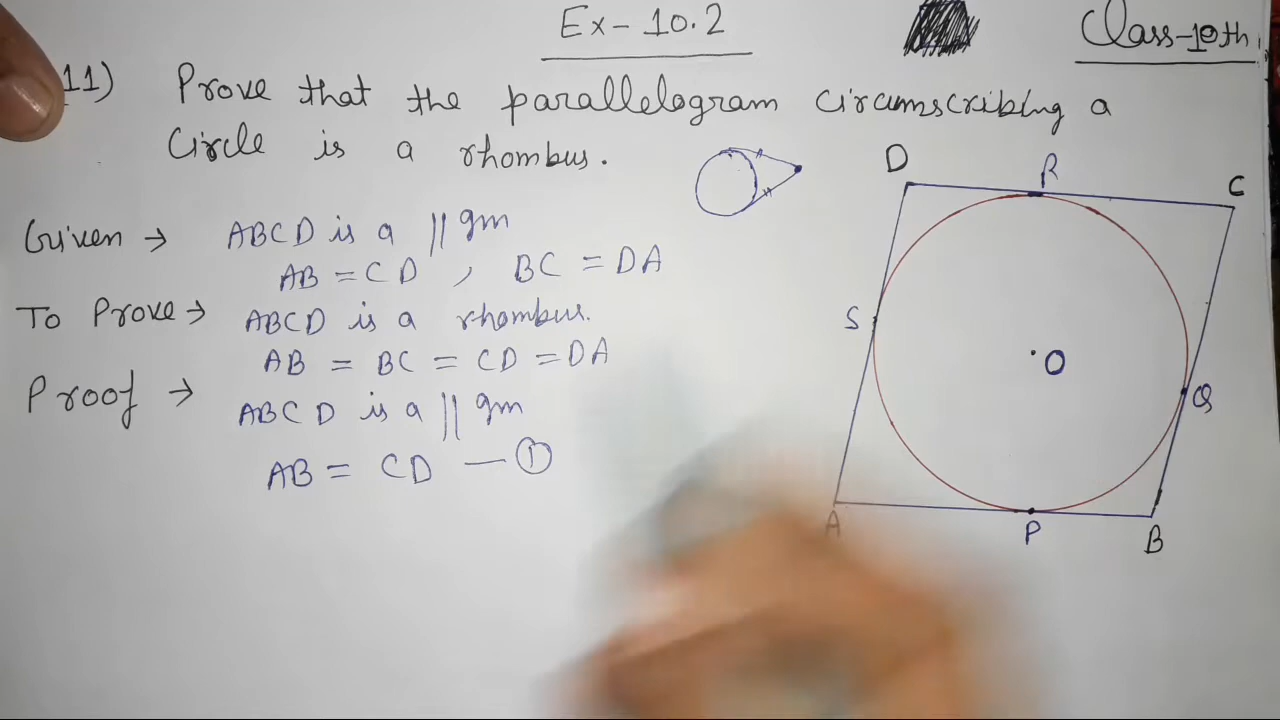 Ex - 10.2
Class-10th
11) Prove that the parallelogram circumscribing a
Circle is a rhombus.
Given → ABCD is a || gm
AB = CD , BC = DA
To Prove → ABCD is a rhombus.
AB = BC = CD = DA
Proof → ABCD is a || gm
AB = CD — ①
D R C
S O Q
A P B